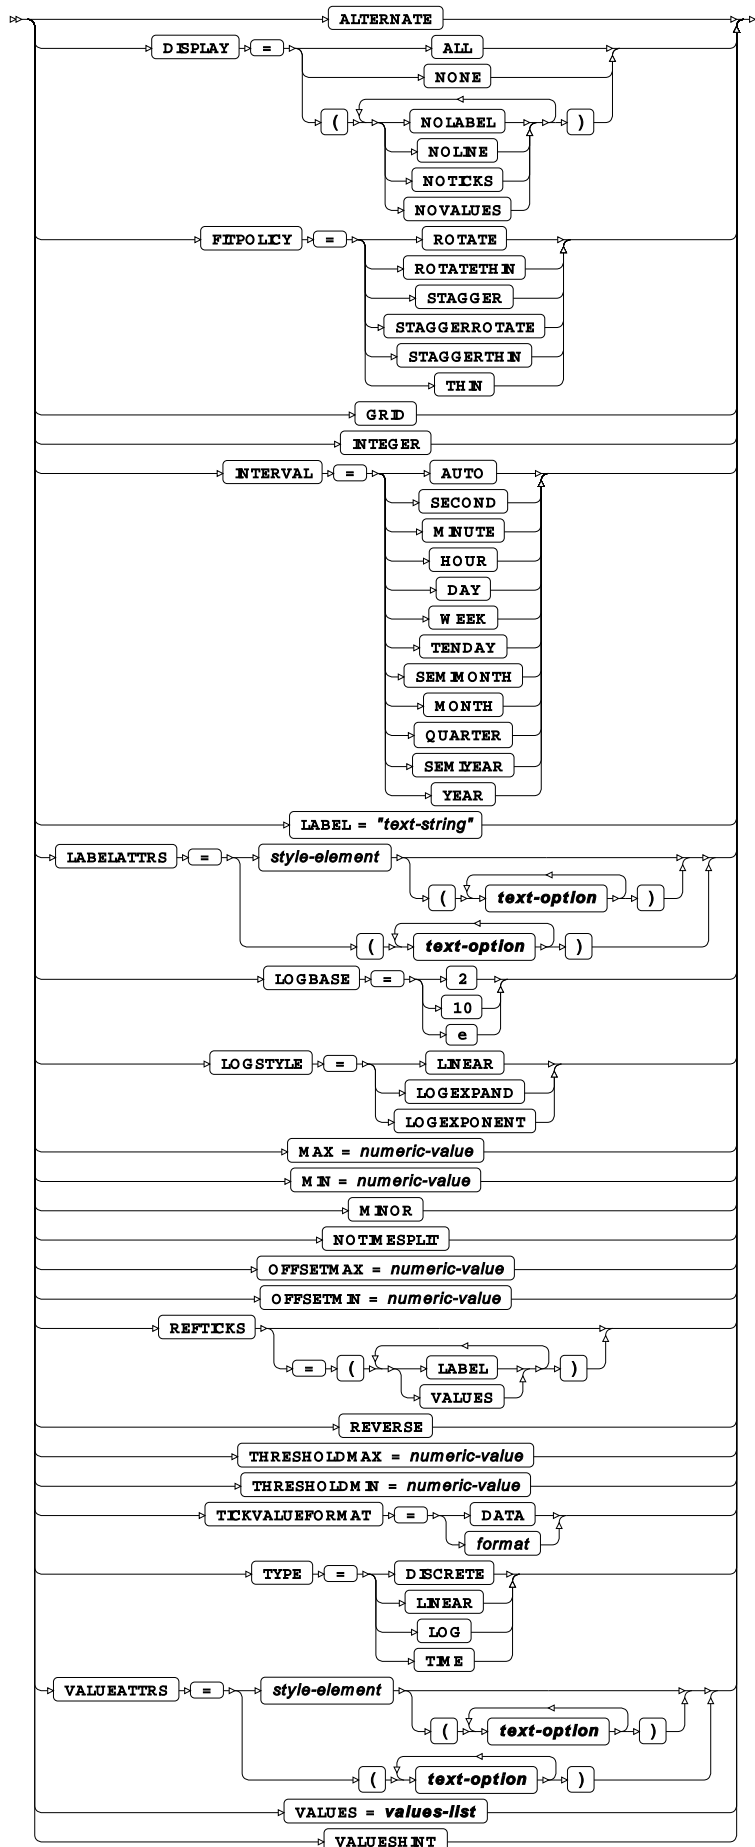 ALTERNATE
DISPLAY = ALL
NONE
( NOLABEL )
NOLINE
NOTICKS
NOVALUES
FITPOLICY = ROTATE
ROTATETHIN
STAGGER
STAGGERROTATE
STAGGERTHIN
THIN
GRID
INTEGER
INTERVAL = AUTO
SECOND
MINUTE
HOUR
DAY
WEEK
TENDAY
SEMIMONTH
MONTH
QUARTER
SEMIYEAR
YEAR
LABEL = "text-string"
LABELATTRS = style-element
( text-option )
( text-option )
LOGBASE = 2
10
e
LOGSTYLE = LINEAR
LOGEXPAND
LOGEXPONENT
MAX = numeric-value
MIN = numeric-value
MINOR
NOTIMESPLIT
OFFSETMAX = numeric-value
OFFSETMIN = numeric-value
REFTICKS
= ( LABEL )
VALUES
REVERSE
THRESHOLDMAX = numeric-value
THRESHOLDMIN = numeric-value
TICKVALUEFORMAT = DATA
format
TYPE = DISCRETE
LINEAR
LOG
TIME
VALUEATTRS = style-element
( text-option )
( text-option )
VALUES = values-list
VALUESHINT